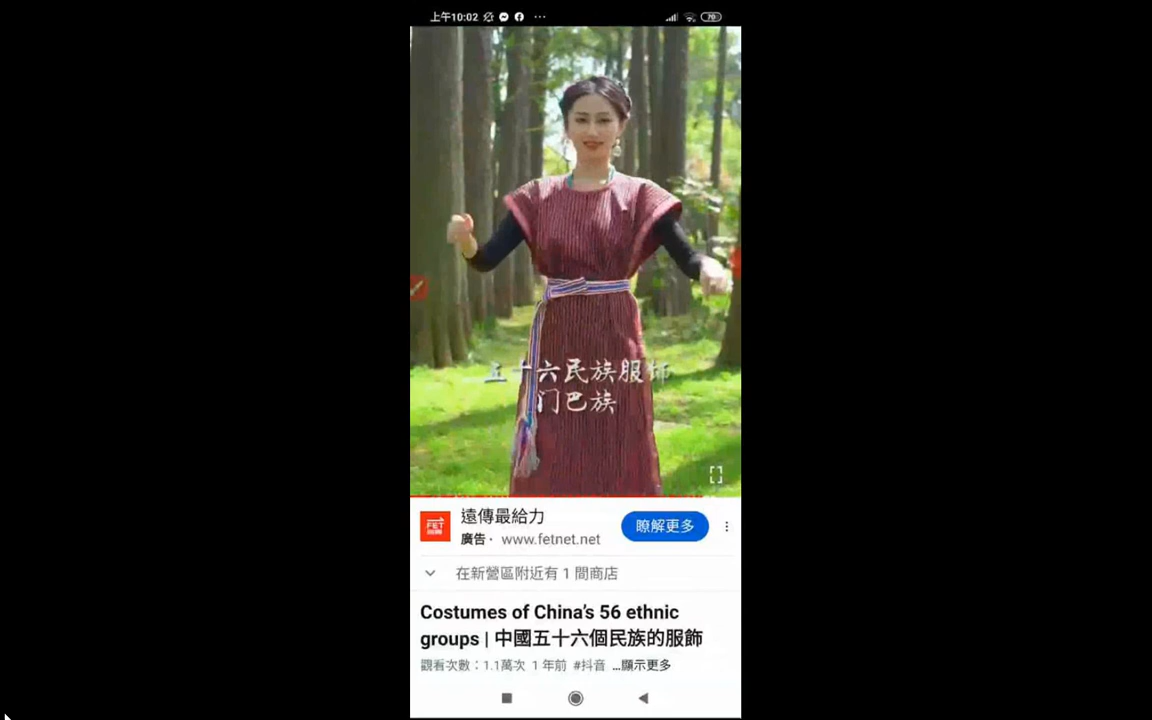 上午10:02
70
五十六民族服饰
门巴族
FET
遠傳最給力
廣告· www.fetnet.net
瞭解更多
在新營區附近有 1 間商店
Costumes of China's 56 ethnic
groups | 中國五十六個民族的服飾
觀看次數：1.1萬次 1 年前 #抖音 ...顯示更多